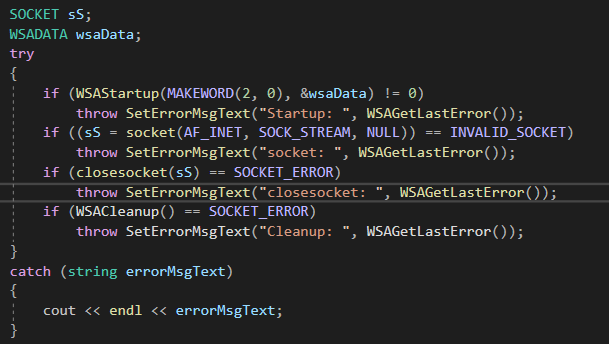 SOCKET sS;
WSADATA wsaData;
try
{
    if (WSAStartup(MAKEWORD(2, 0), &wsaData) != 0)
        throw SetErrorMsgText("Startup: ", WSAGetLastError());
    if ((sS = socket(AF_INET, SOCK_STREAM, NULL)) == INVALID_SOCKET)
        throw SetErrorMsgText("socket: ", WSAGetLastError());
    if (closesocket(sS) == SOCKET_ERROR)
        throw SetErrorMsgText("closesocket: ", WSAGetLastError());
    if (WSACleanup() == SOCKET_ERROR)
        throw SetErrorMsgText("Cleanup: ", WSAGetLastError());
}
catch (string errorMsgText)
{
    cout << endl << errorMsgText;
}